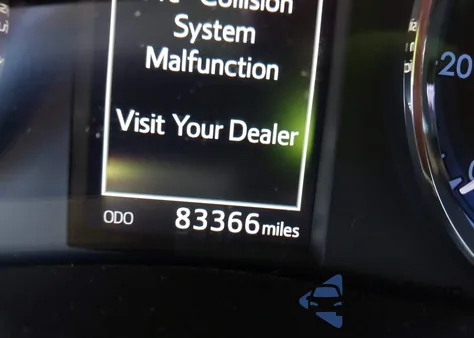 Collision
System
Malfunction
Visit Your Dealer
ODO 83366 miles
20